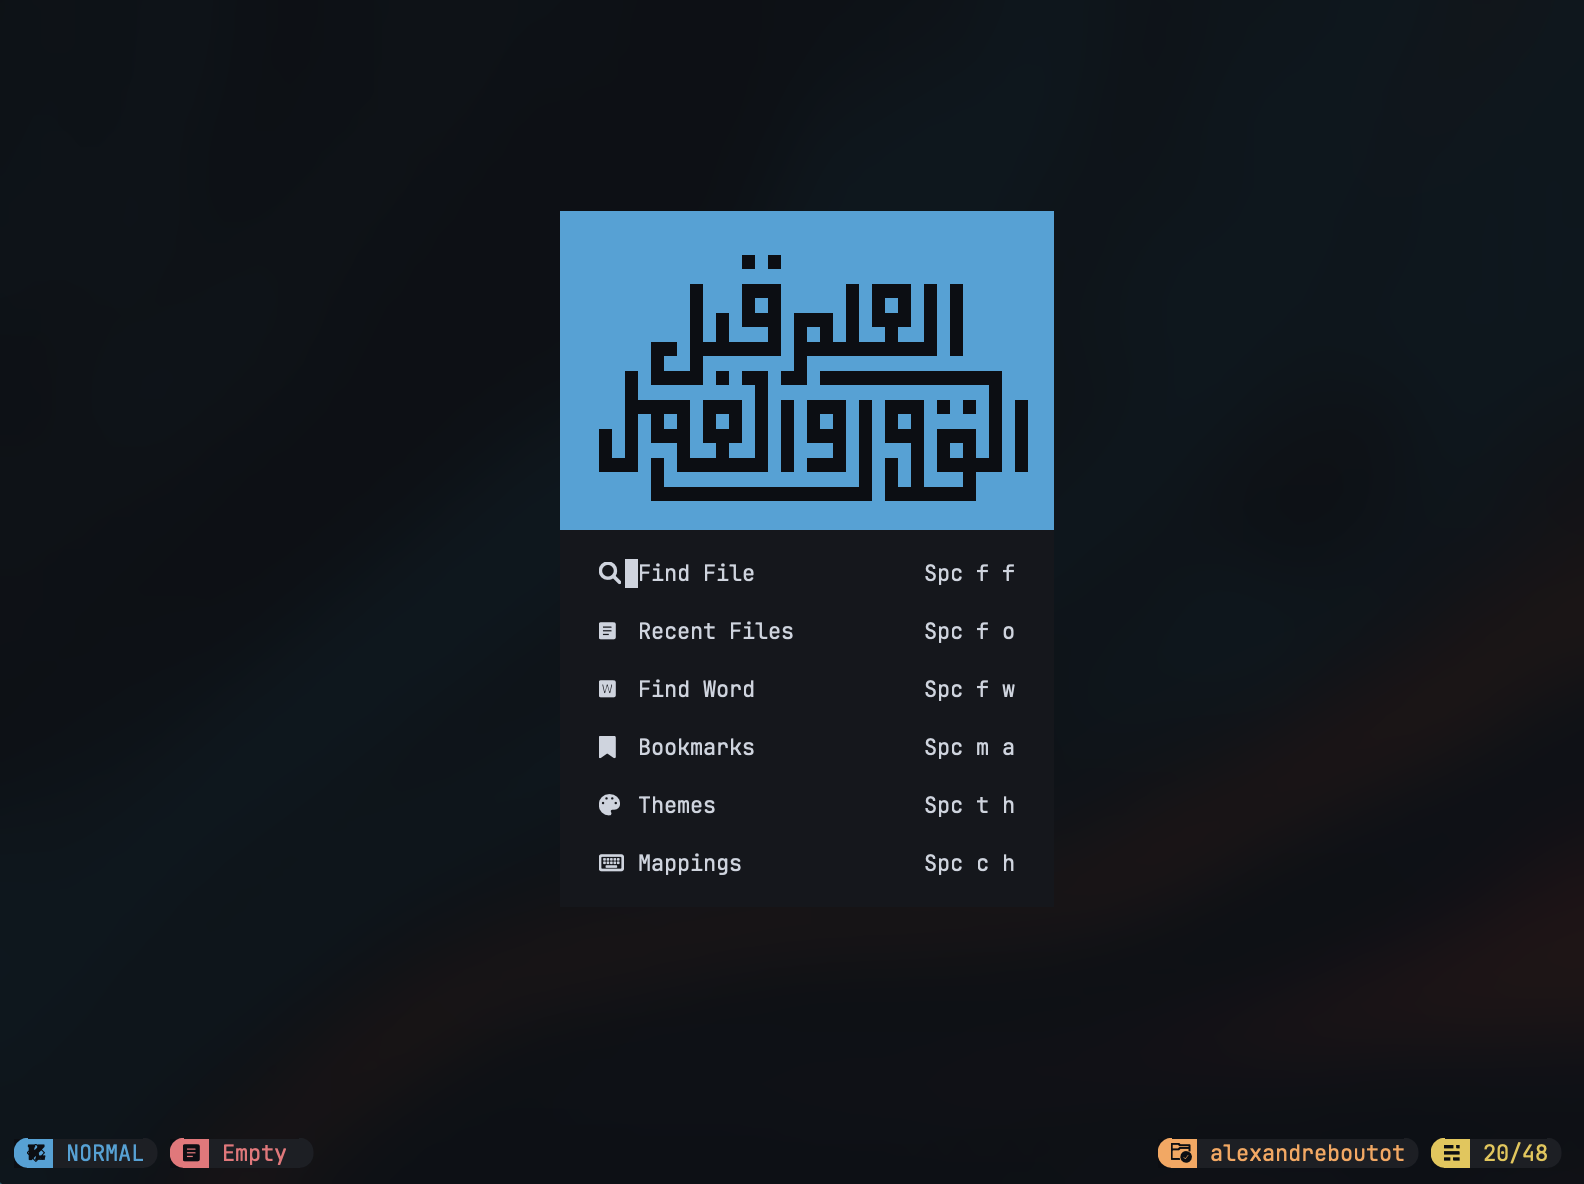 العلم قبل
القول والعمل
Find File Spc f f
Recent Files Spc f o
Find Word Spc f w
Bookmarks Spc m a
Themes Spc t h
Mappings Spc c h
NORMAL Empty alexandreboutot 20/48